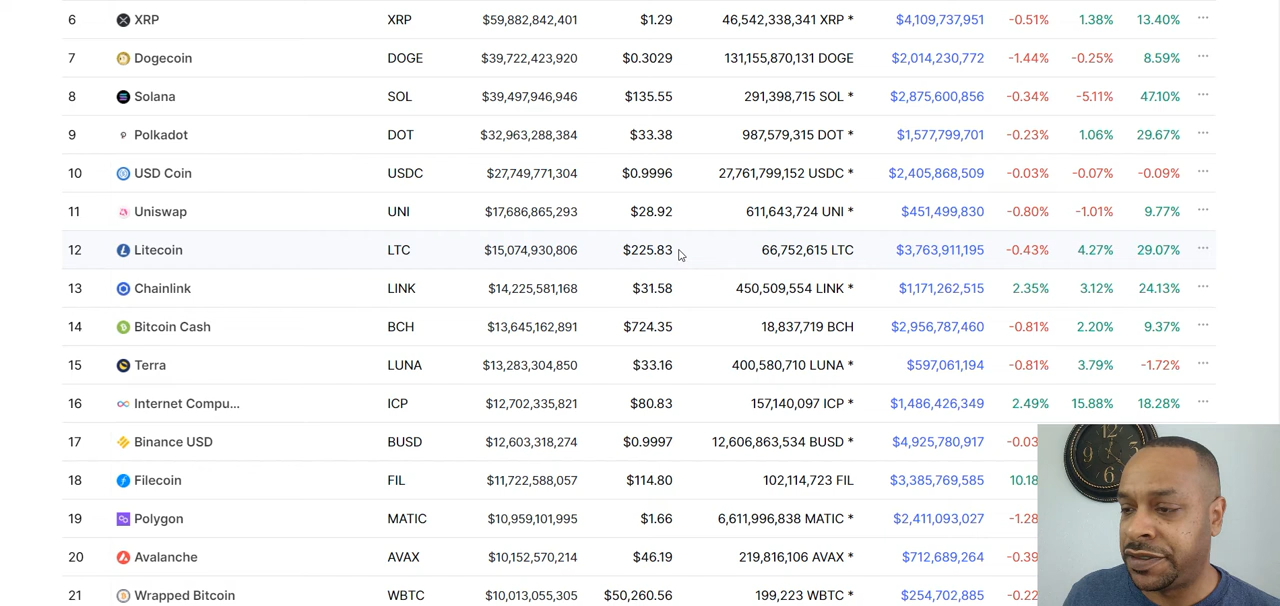 6 XRP XRP $59,882,842,401 $1.29 46,542,338,341 XRP * $4,109,737,951 -0.51% 1.38% 13.40% ...
7 Dogecoin DOGE $39,722,423,920 $0.3029 131,155,870,131 DOGE $2,014,230,772 -1.44% -0.25% 8.59% ...
8 Solana SOL $39,497,946,946 $135.55 291,398,715 SOL * $2,875,600,856 -0.34% -5.11% 47.10% ...
9 Polkadot DOT $32,963,288,384 $33.38 987,579,315 DOT * $1,577,799,701 -0.23% 1.06% 29.67% ...
10 USD Coin USDC $27,749,771,304 $0.9996 27,761,799,152 USDC * $2,405,868,509 -0.03% -0.07% -0.09% ...
11 Uniswap UNI $17,686,865,293 $28.92 611,643,724 UNI * $451,499,830 -0.80% -1.01% 9.77% ...
12 Litecoin LTC $15,074,930,806 $225.83 66,752,615 LTC $3,763,911,195 -0.43% 4.27% 29.07% ...
13 Chainlink LINK $14,225,581,168 $31.58 450,509,554 LINK * $1,171,262,515 2.35% 3.12% 24.13% ...
14 Bitcoin Cash BCH $13,645,162,891 $724.35 18,837,719 BCH $2,956,787,460 -0.81% 2.20% 9.37% ...
15 Terra LUNA $13,283,304,850 $33.16 400,580,710 LUNA * $597,061,194 -0.81% 3.79% -1.72% ...
16 Internet Compu... ICP $12,702,335,821 $80.83 157,140,097 ICP * $1,486,426,349 2.49% 15.88% 18.28% ...
17 Binance USD BUSD $12,603,318,274 $0.9997 12,606,863,534 BUSD * $4,925,780,917 -0.03
18 Filecoin FIL $11,722,588,057 $114.80 102,114,723 FIL $3,385,769,585 10.18
19 Polygon MATIC $10,959,101,995 $1.66 6,611,996,838 MATIC * $2,411,093,027 -1.28
20 Avalanche AVAX $10,152,570,214 $46.19 219,816,106 AVAX * $712,689,264 -0.39
21 Wrapped Bitcoin WBTC $10,013,055,305 $50,260.56 199,223 WBTC * $254,702,885 -0.22
12
9
6